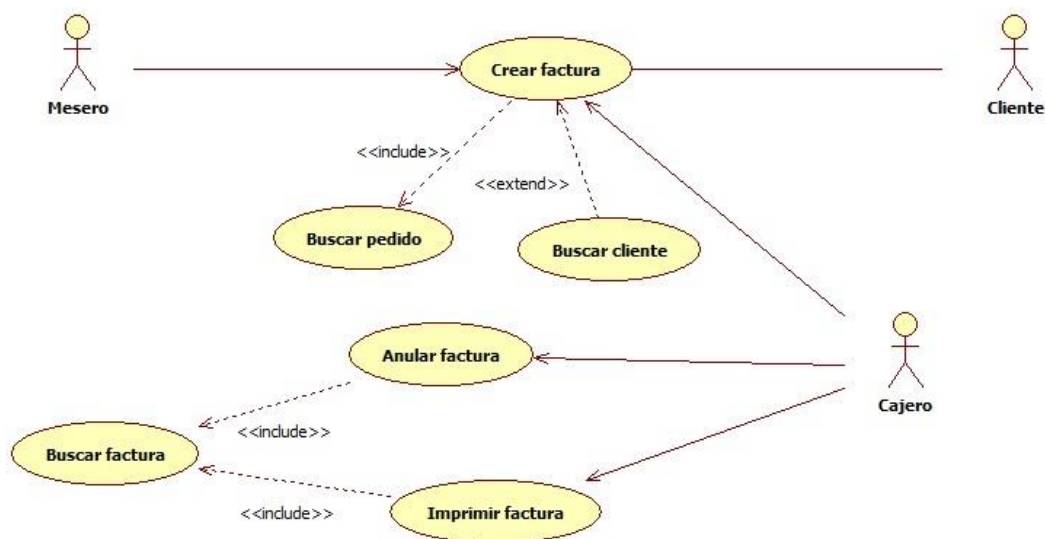 Crear factura
Mesero
Cliente
<<include>>
<<extend>>
Buscar pedido
Buscar cliente
Anular factura
Cajero
<<include>>
Buscar factura
<<include>>
Imprimir factura